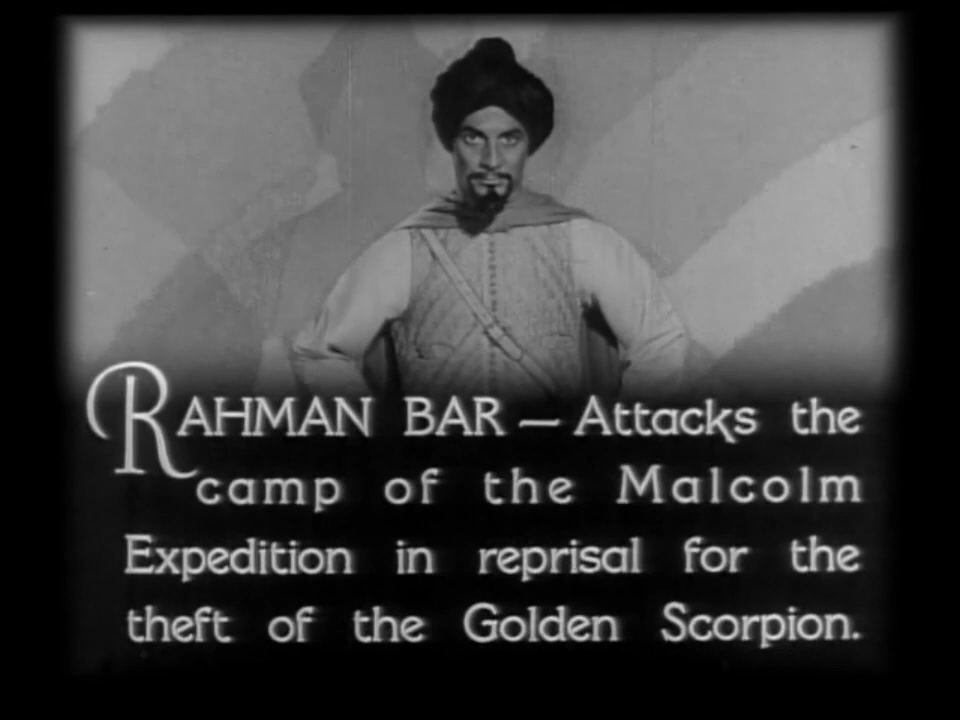 RAHMAN BAR — Attacks the
camp of the Malcolm
Expedition in reprisal for the
theft of the Golden Scorpion.